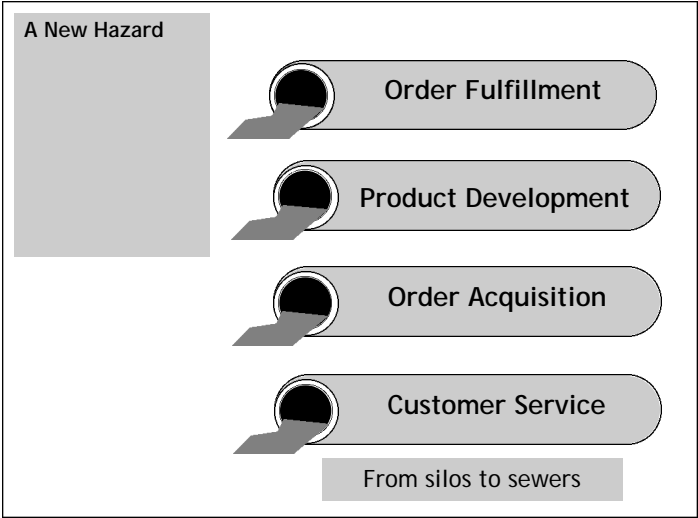 A New Hazard
Order Fulfillment
Product Development
Order Acquisition
Customer Service
From silos to sewers